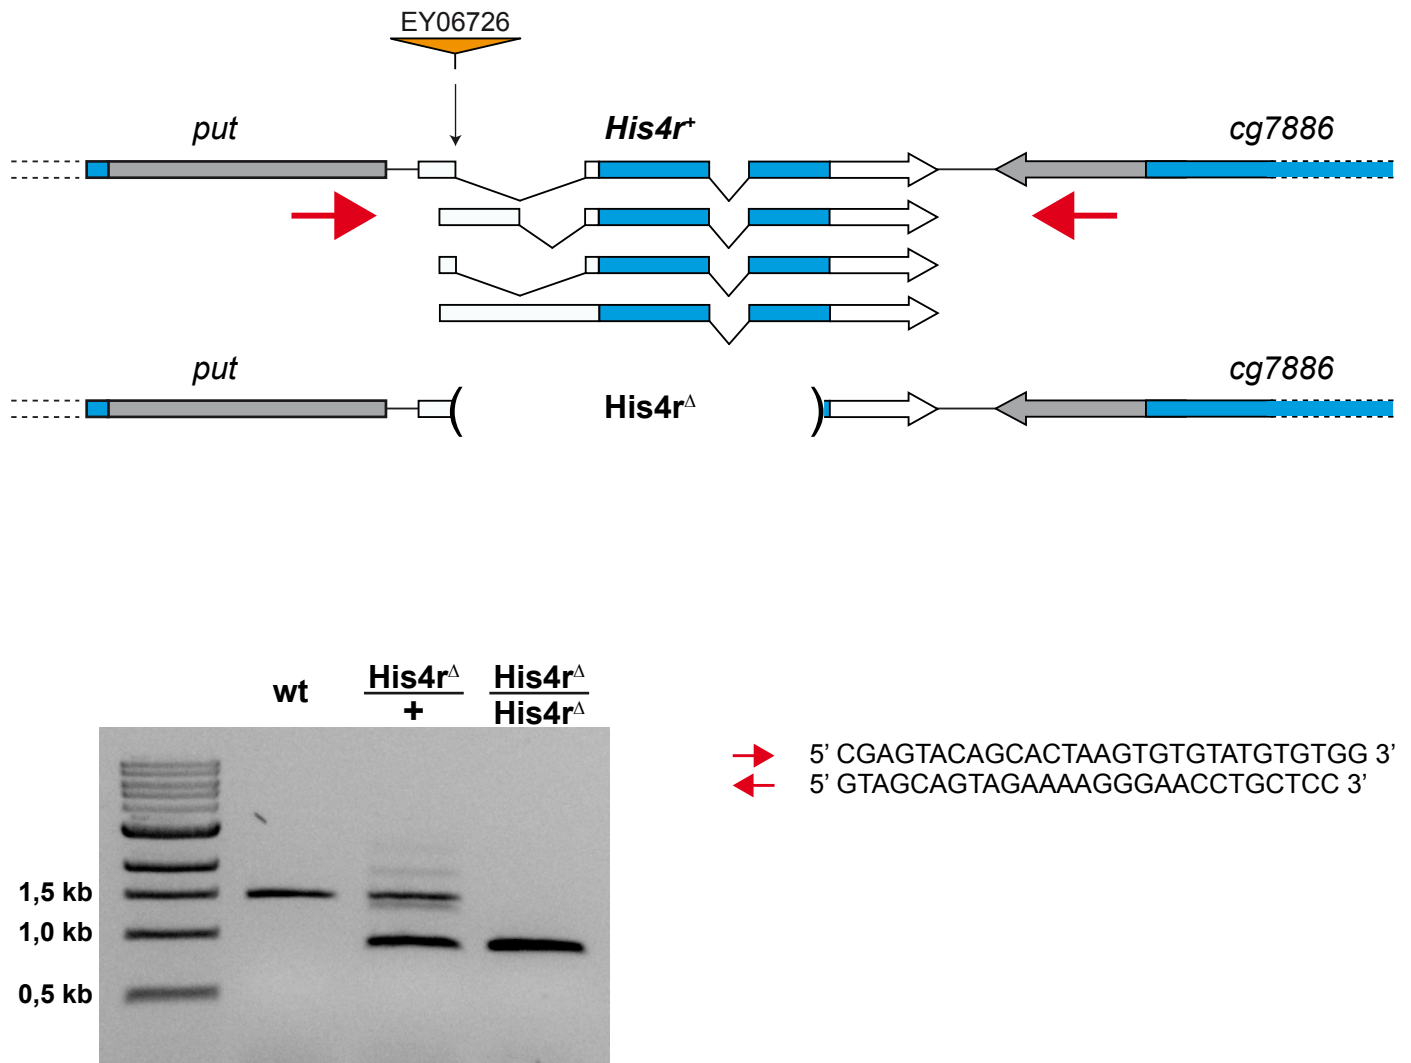 EY06726
put His4r⁺ cg7886
put His4rΔ cg7886
wt His4rΔ His4rΔ
+ His4rΔ
1,5 kb
1,0 kb
0,5 kb
5’ CGAGTACAGCACTAAGTGTGTATGTGTGG 3’
5’ GTAGCAGTAGAAAAGGGAACCTGCTCC 3’